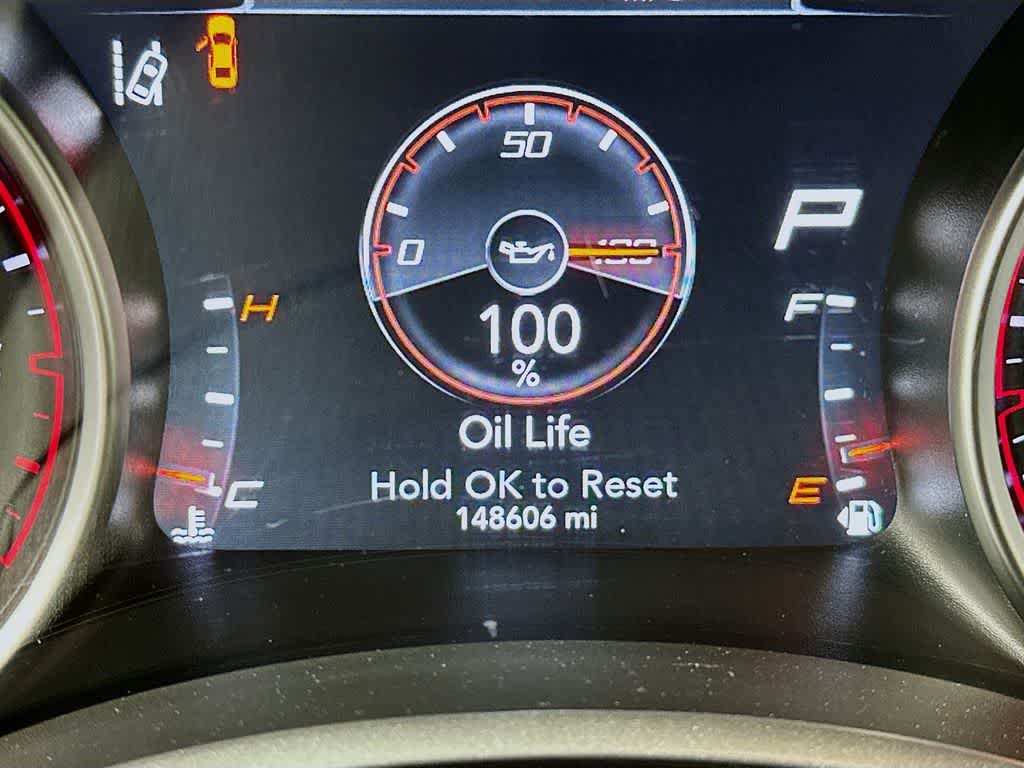 50
P
0 100
H
F
100
%
Oil Life
Hold OK to Reset
C
E
148606 mi